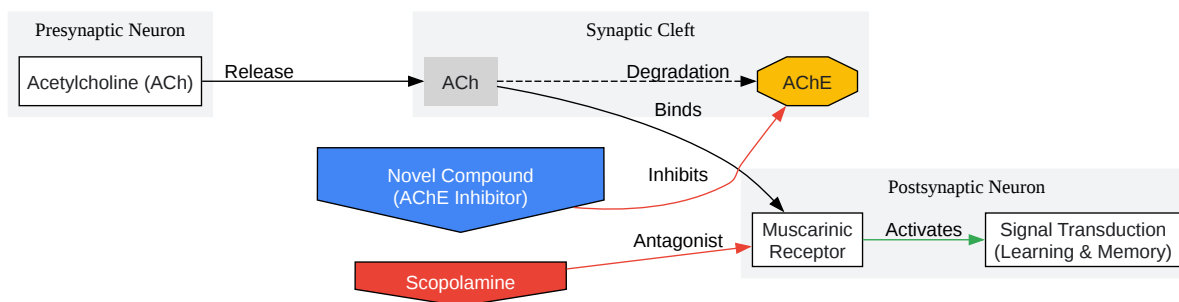 Presynaptic Neuron
Synaptic Cleft
Acetylcholine (ACh)
Release
ACh
Degradation
AChE
Binds
Novel Compound
(AChE Inhibitor)
Inhibits
Postsynaptic Neuron
Antagonist
Muscarinic
Receptor
Activates
Signal Transduction
(Learning & Memory)
Scopolamine